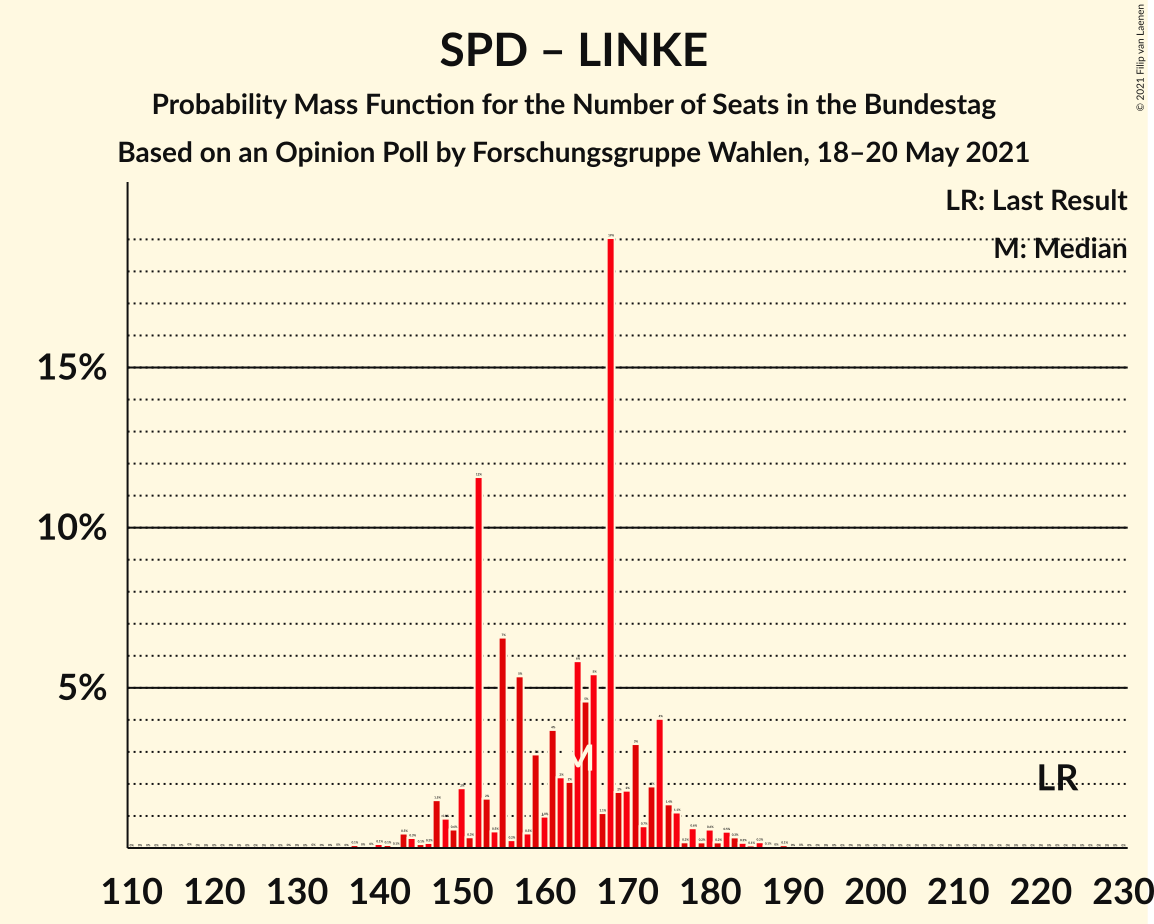 SPD – LINKE
Probability Mass Function for the Number of Seats in the Bundestag
Based on an Opinion Poll by Forschungsgruppe Wahlen, 18–20 May 2021
© 2021 Filip van Laenen
LR: Last Result
M: Median
15%
10%
5%
M
LR
110 120 130 140 150 160 170 180 190 200 210 220 230